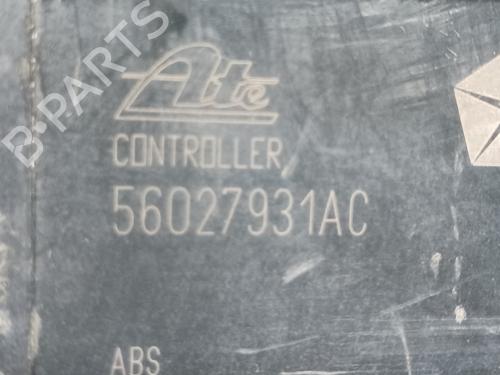 B-PARTS
Ate
CONTROLLER
56027931AC
ABS